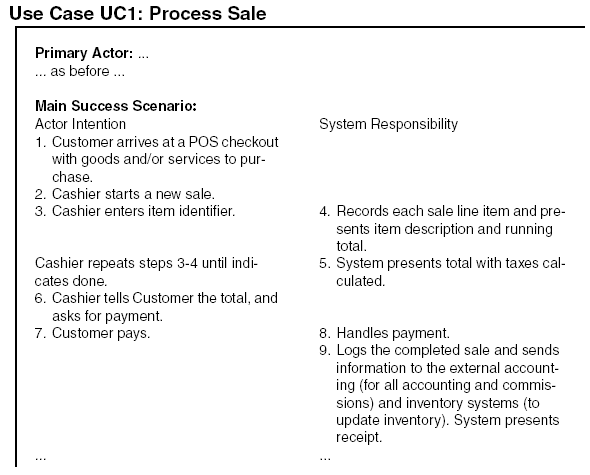 Use Case UC1: Process Sale
Primary Actor: ...
... as before ...
Main Success Scenario:
Actor Intention
System Responsibility
1. Customer arrives at a POS checkout
with goods and/or services to pur-
chase.
2. Cashier starts a new sale.
3. Cashier enters item identifier.
4. Records each sale line item and pre-
sents item description and running
total.
Cashier repeats steps 3-4 until indi-
cates done.
5. System presents total with taxes cal-
culated.
6. Cashier tells Customer the total, and
asks for payment.
7. Customer pays.
8. Handles payment.
9. Logs the completed sale and sends
information to the external account-
ing (for all accounting and commis-
sions) and inventory systems (to
update inventory). System presents
receipt.
...
...